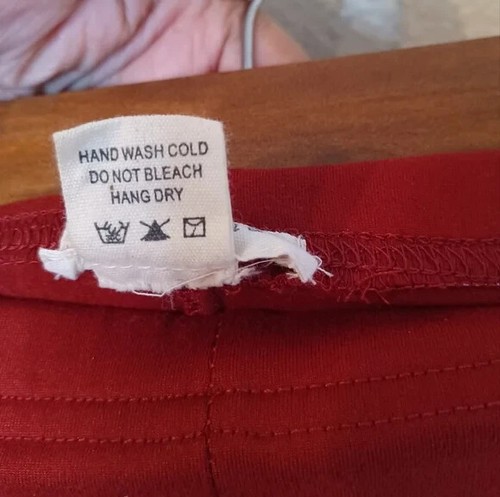 HAND WASH COLD
DO NOT BLEACH
HANG DRY